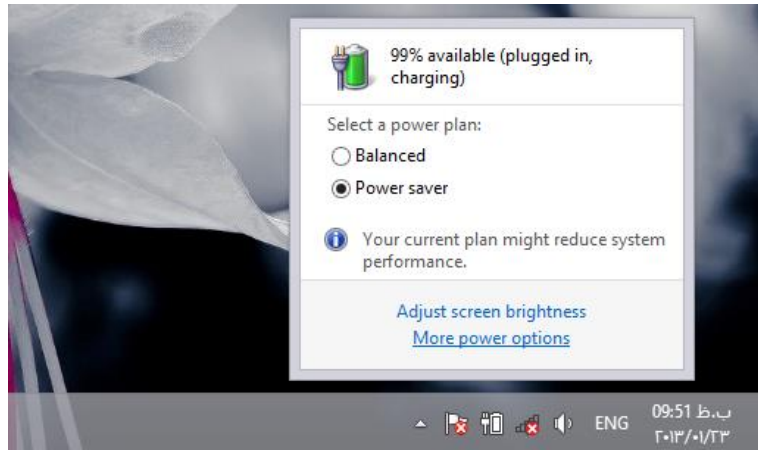 99% available (plugged in,
charging)
Select a power plan:
Balanced
Power saver
Your current plan might reduce system
performance.
Adjust screen brightness
More power options
ENG
09:51 ب.ظ
۲۰۱۳/۰۱/۲۳